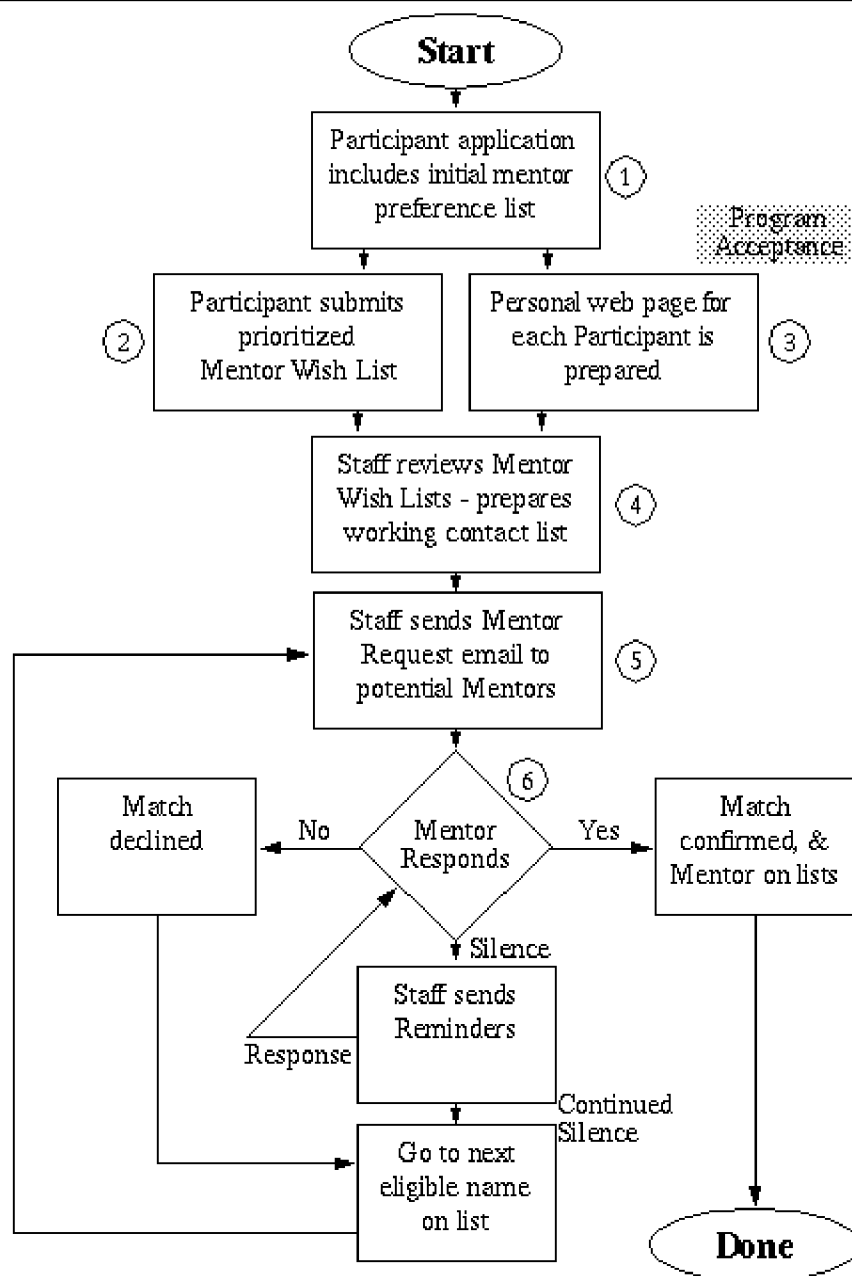 Start
Participant application
includes initial mentor
preference list
1
Program
Acceptance
Participant submits
prioritized
Mentor Wish List
2
Personal web page for
each Participant is
prepared
3
Staff reviews Mentor
Wish Lists - prepares
working contact list
4
Staff sends Mentor
Request email to
potential Mentors
5
6
Mentor
Responds
No
Yes
Match
declined
Match
confirmed, &
Mentor on lists
Silence
Staff sends
Reminders
Response
Continued
Silence
Go to next
eligible name
on list
Done